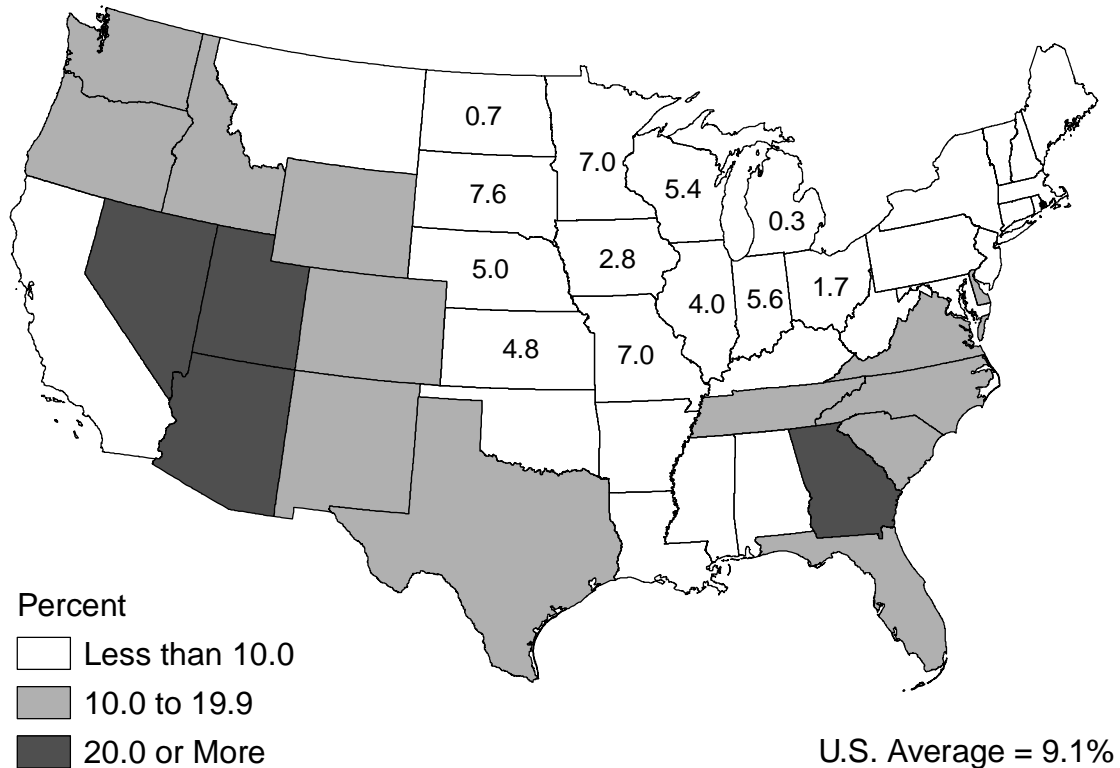 0.7
7.0
7.6
5.4
0.3
5.0
2.8
4.0
5.6
1.7
4.8
7.0
Percent
Less than 10.0
10.0 to 19.9
20.0 or More
U.S. Average = 9.1%